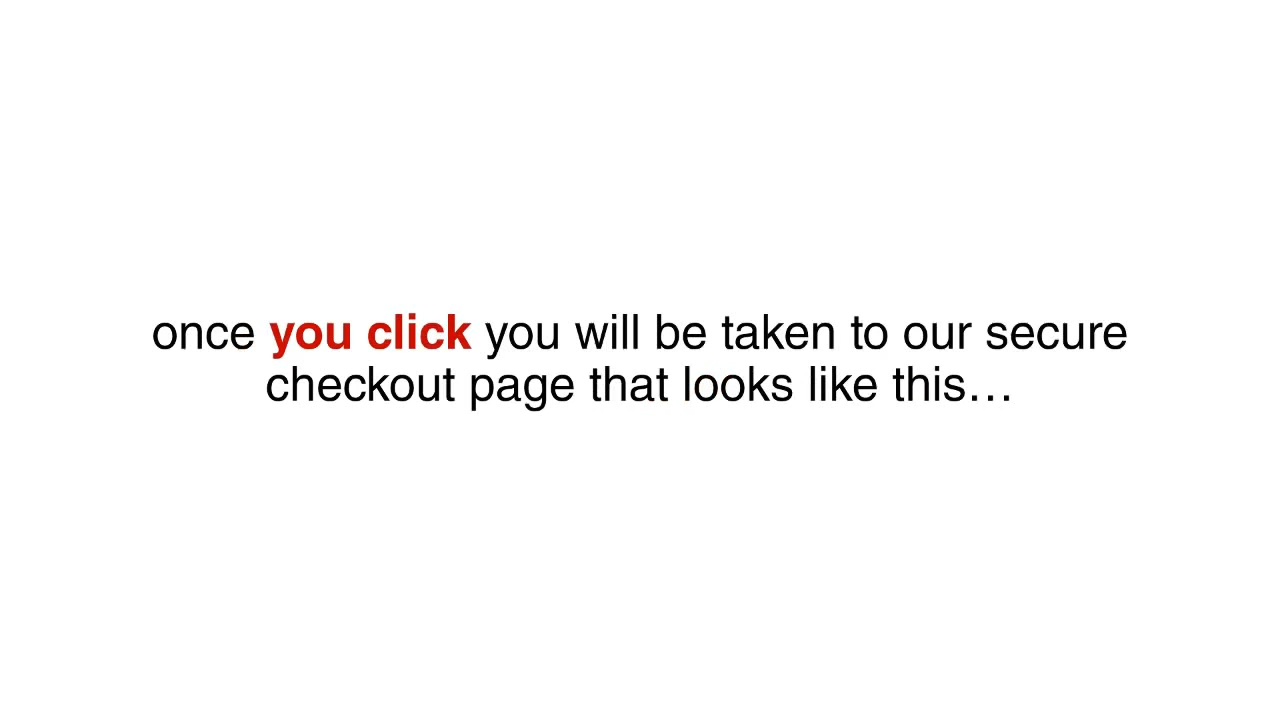 once you click you will be taken to our secure
checkout page that looks like this…